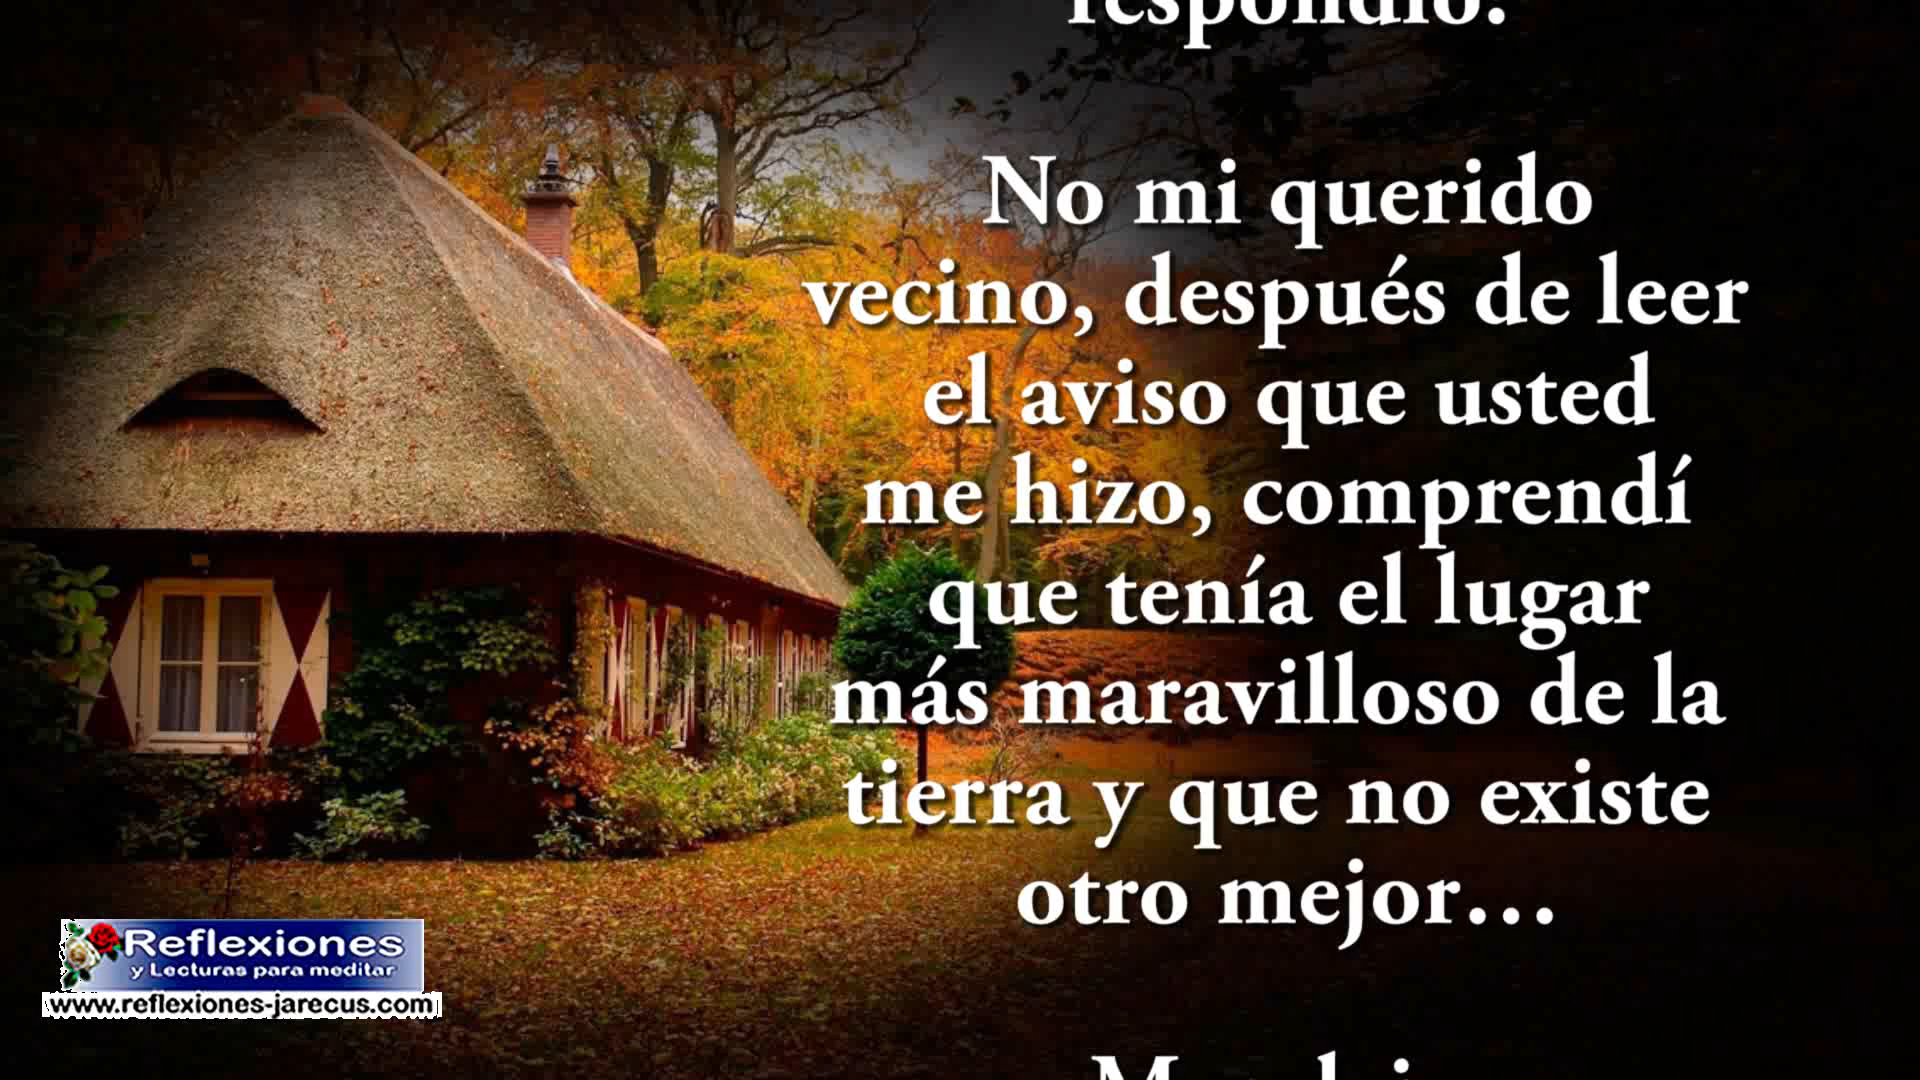 respondió:
No mi querido
vecino, después de leer
el aviso que usted
me hizo, comprendí
que tenía el lugar
más maravilloso de la
tierra y que no existe
otro mejor...
Reflexiones
y Lecturas para meditar
www.reflexiones-jarecus.com